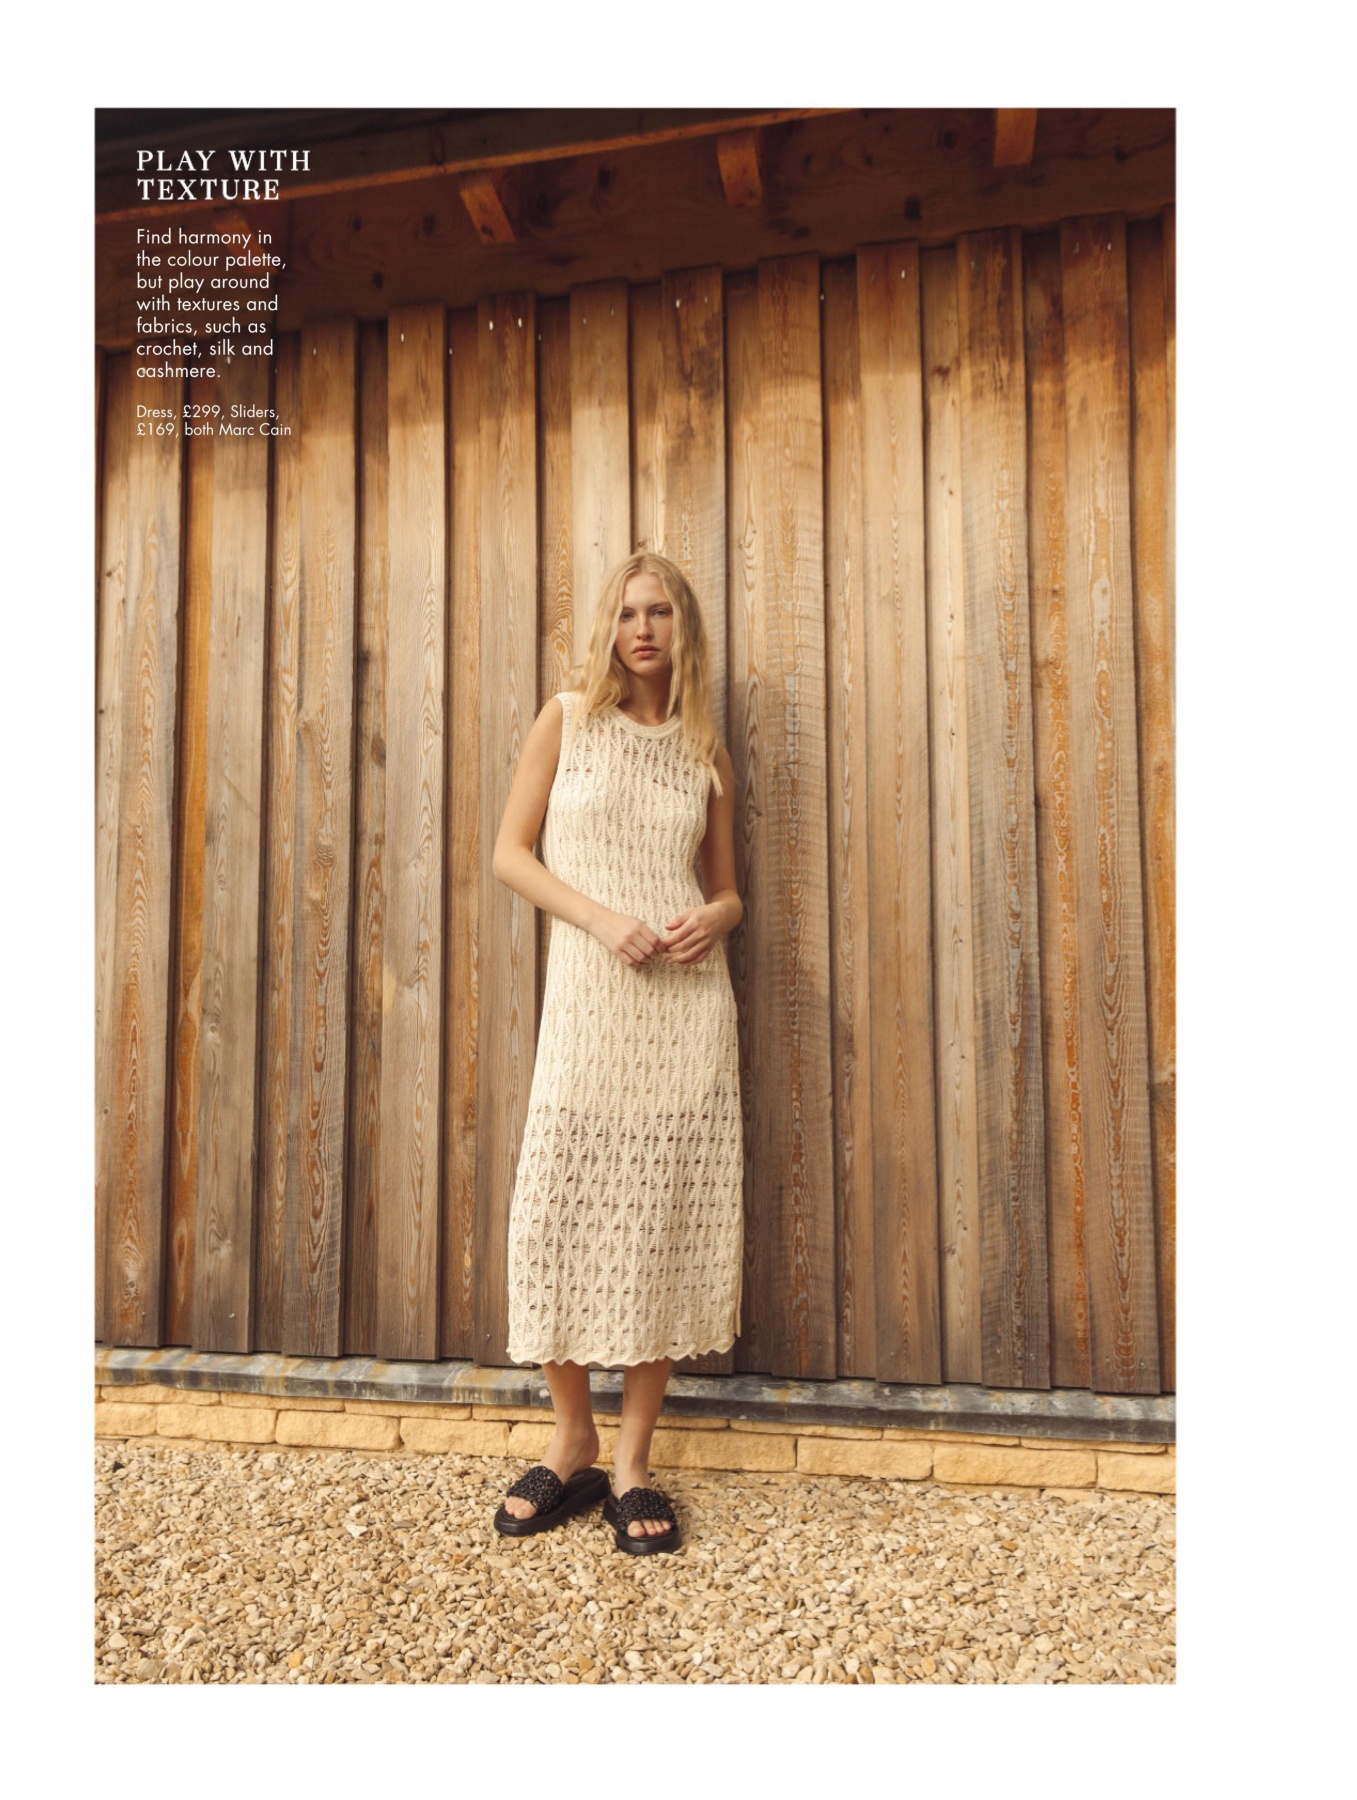 PLAY WITH
TEXTURE
Find harmony in
the colour palette,
but play around
with textures and
fabrics, such as
crochet, silk and
cashmere.
Dress, £299, Sliders,
£169, both Marc Cain